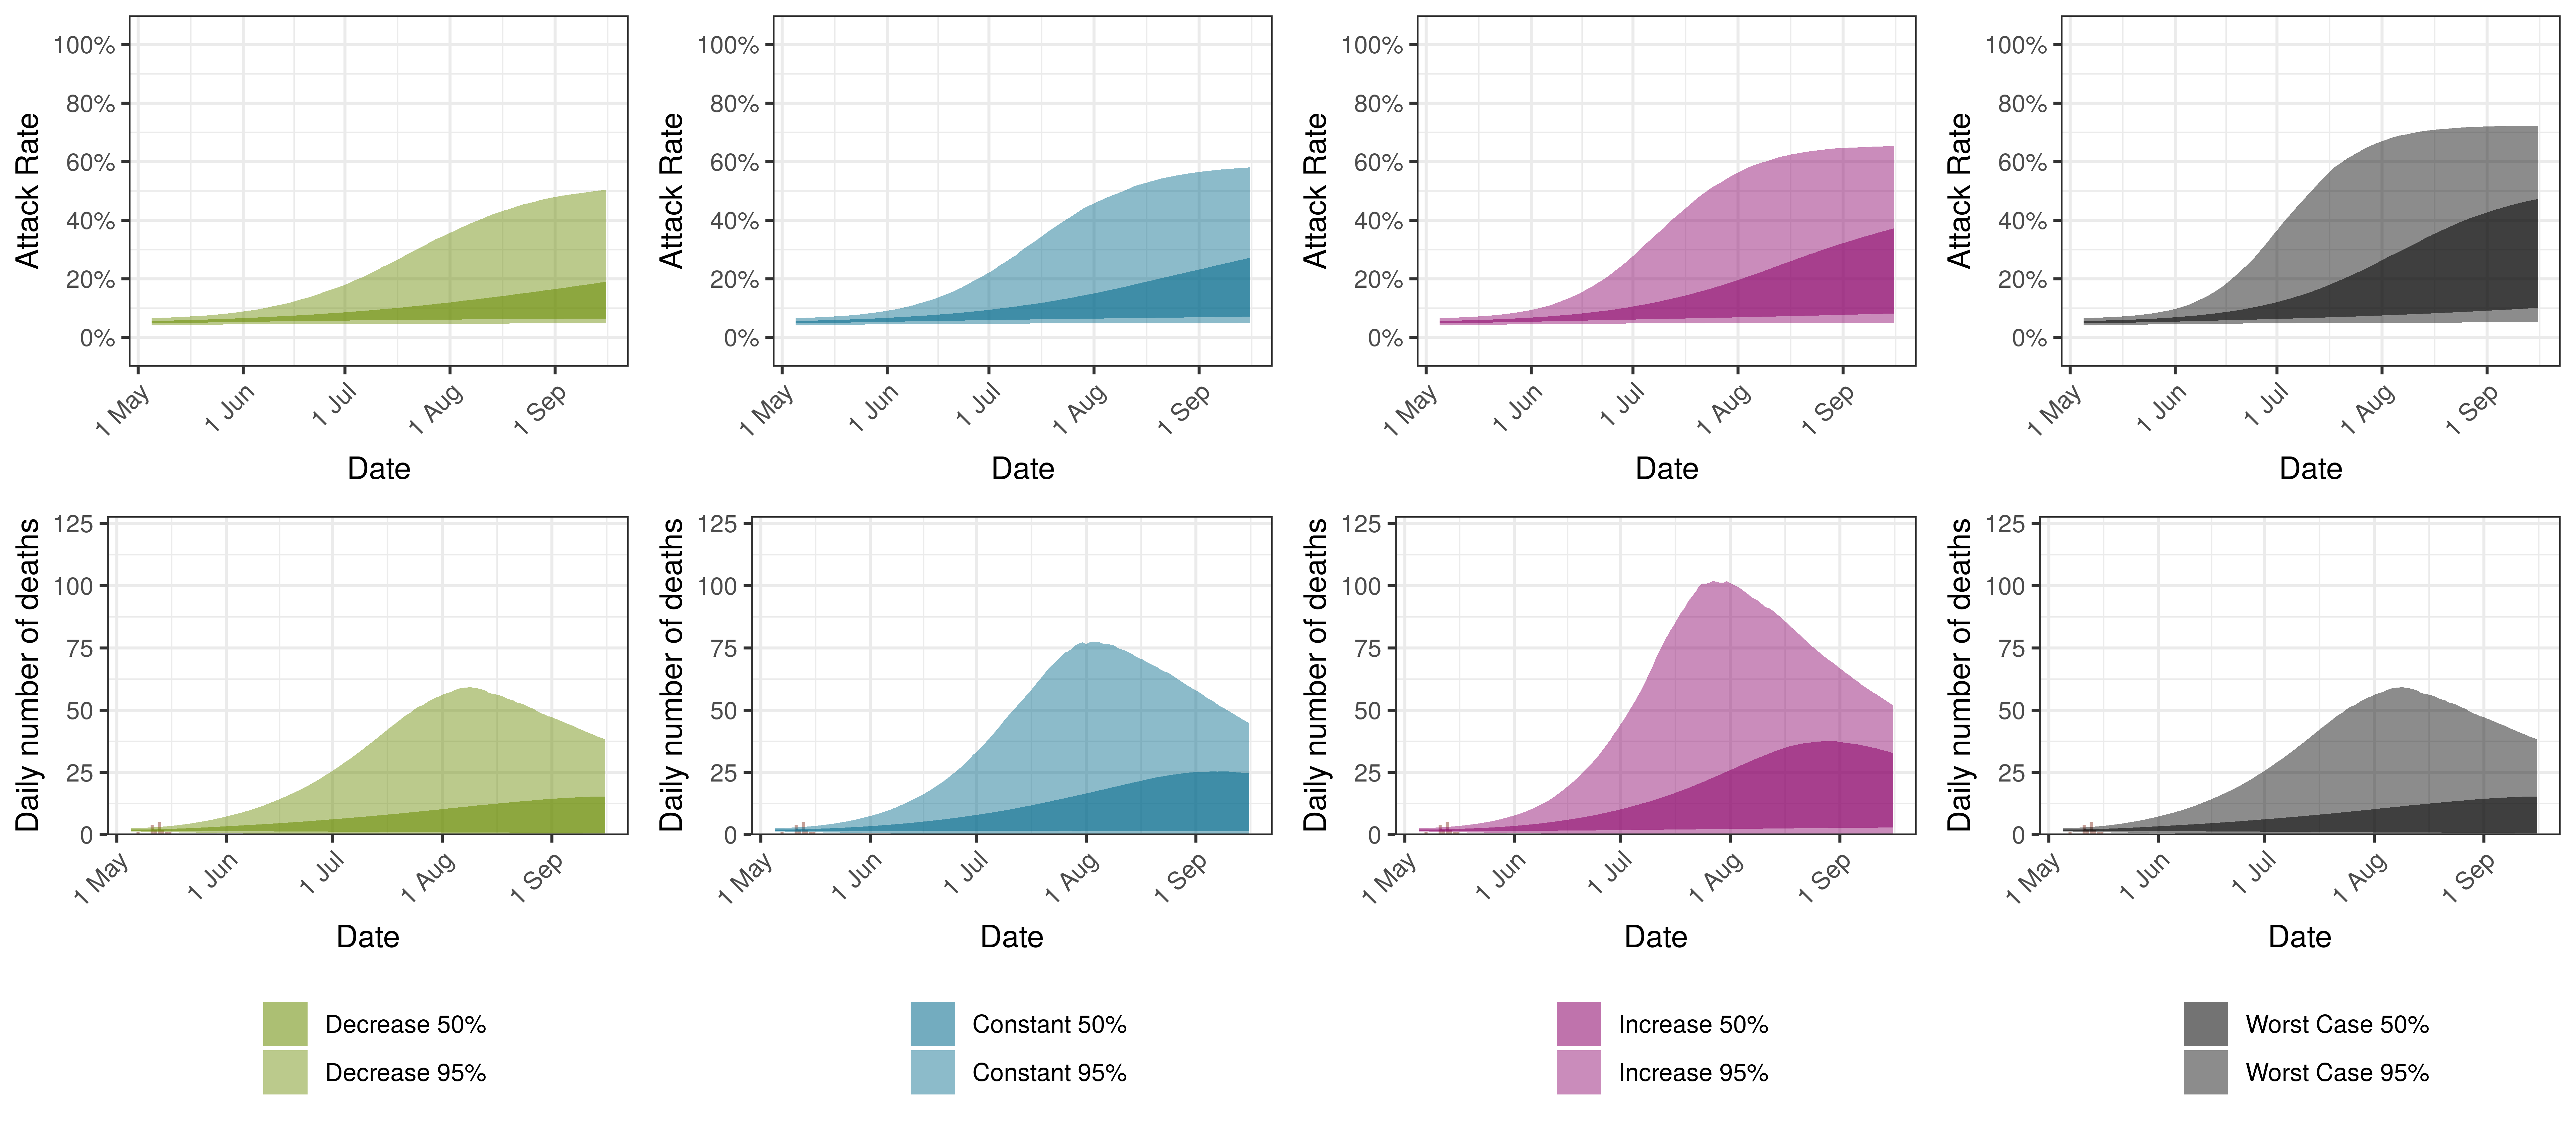 Attack Rate
100%
80%
60%
40%
20%
0%
1 May
1 Jun
1 Jul
1 Aug
1 Sep
Date
Attack Rate
100%
80%
60%
40%
20%
0%
1 May
1 Jun
1 Jul
1 Aug
1 Sep
Date
Attack Rate
100%
80%
60%
40%
20%
0%
1 May
1 Jun
1 Jul
1 Aug
1 Sep
Date
Attack Rate
100%
80%
60%
40%
20%
0%
1 May
1 Jun
1 Jul
1 Aug
1 Sep
Date
Daily number of deaths
125
100
75
50
25
0
1 May
1 Jun
1 Jul
1 Aug
1 Sep
Date
Daily number of deaths
125
100
75
50
25
0
1 May
1 Jun
1 Jul
1 Aug
1 Sep
Date
Daily number of deaths
125
100
75
50
25
0
1 May
1 Jun
1 Jul
1 Aug
1 Sep
Date
Daily number of deaths
125
100
75
50
25
0
1 May
1 Jun
1 Jul
1 Aug
1 Sep
Date
Decrease 50%
Decrease 95%
Constant 50%
Constant 95%
Increase 50%
Increase 95%
Worst Case 50%
Worst Case 95%